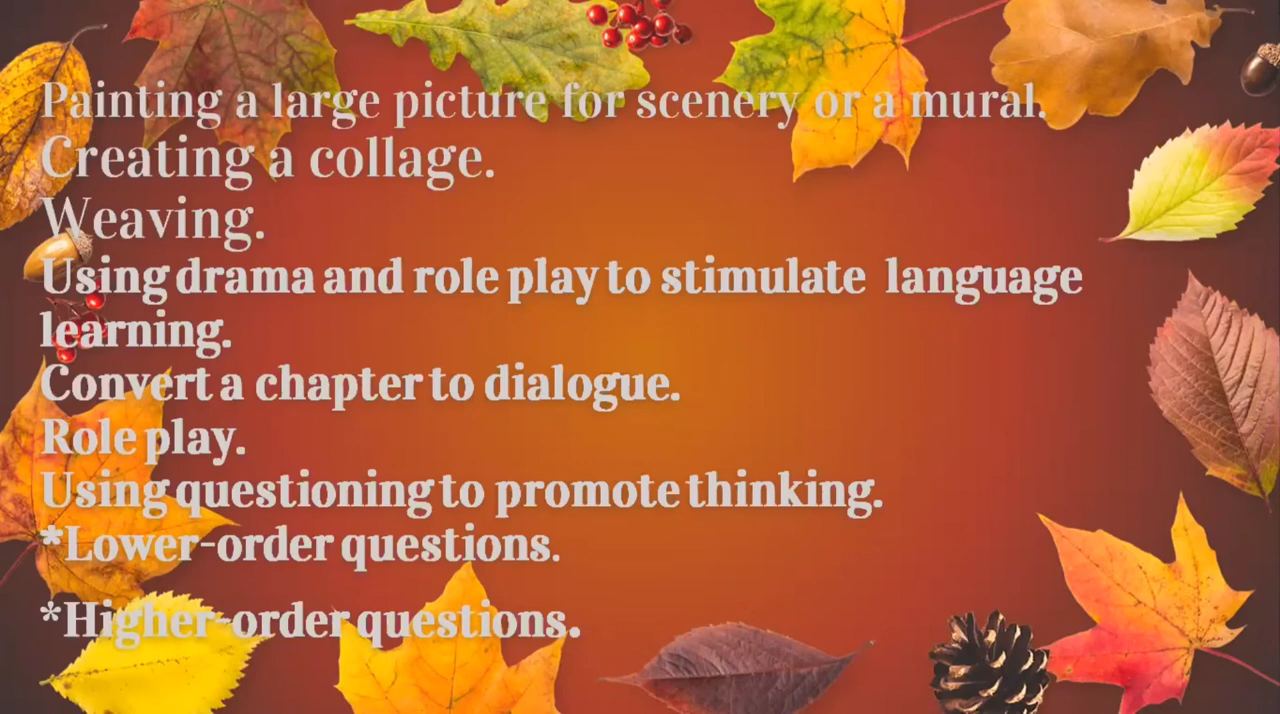 Painting a large picture for scenery or a mural.
Creating a collage.
Weaving.
Using drama and role play to stimulate language
learning.
Convert a chapter to dialogue.
Role play.
Using questioning to promote thinking.
*Lower-order questions.
*Higher-order questions.